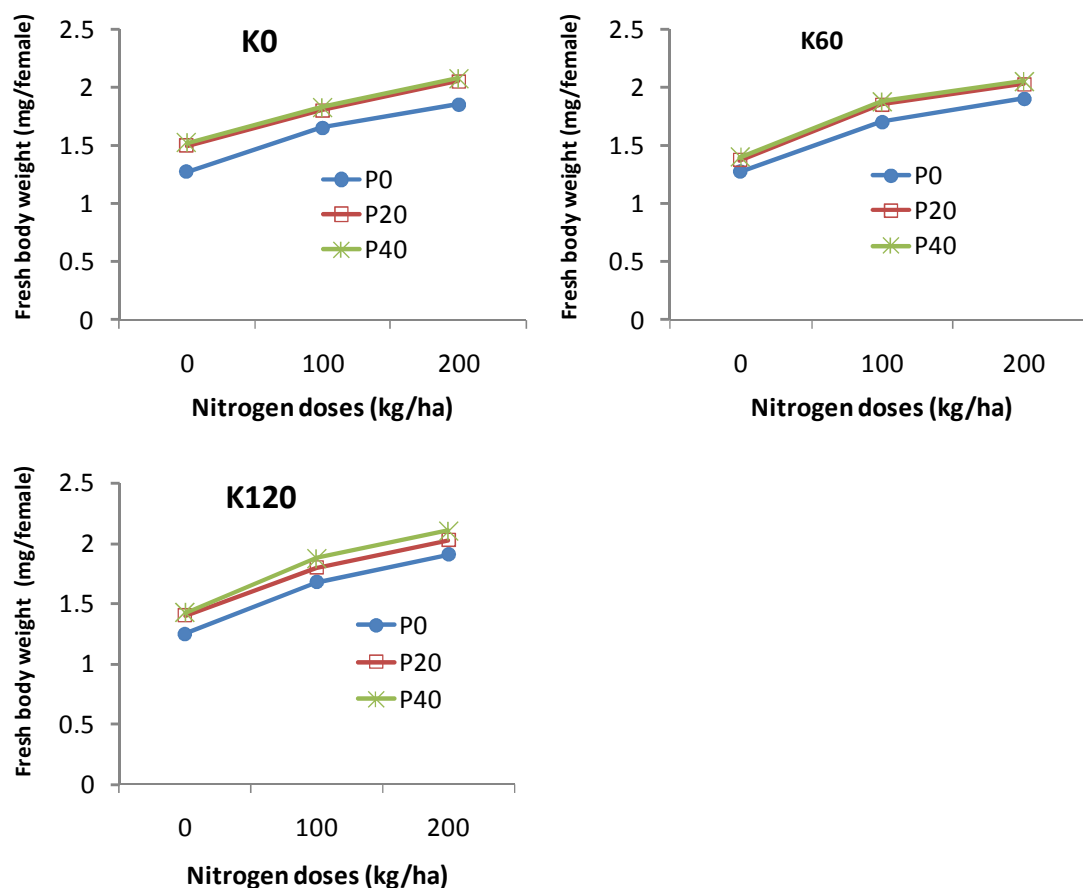 K0
Fresh body weight (mg/female)
2.5
2
1.5
1
0.5
0
P0
P20
P40
0 100 200
Nitrogen doses (kg/ha)
K60
Fresh body weight (mg/female)
2.5
2
1.5
1
0.5
0
P0
P20
P40
0 100 200
Nitrogen doses (kg/ha)
K120
Fresh body weight (mg/female)
2.5
2
1.5
1
0.5
0
P0
P20
P40
0 100 200
Nitrogen doses (kg/ha)